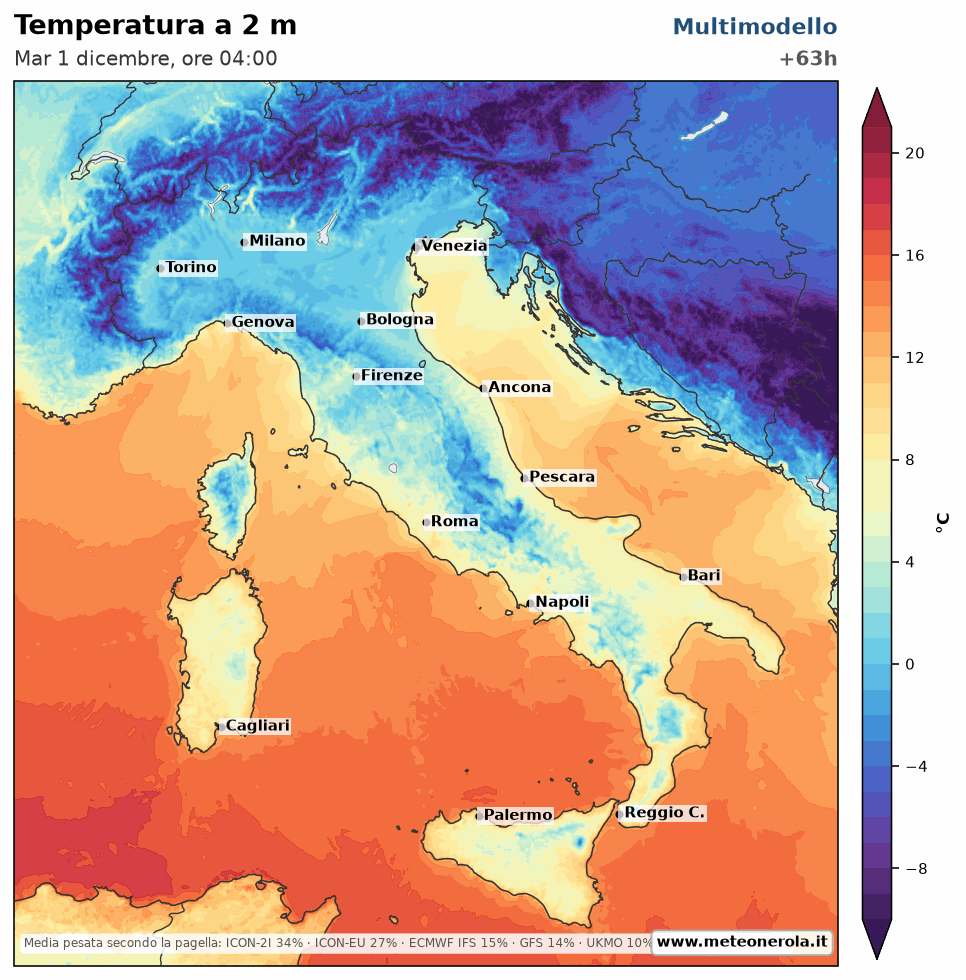 Temperatura a 2 m
Multimodello
Mar 1 dicembre, ore 04:00
+63h
Milano
Venezia
Torino
Genova
Bologna
Firenze
Ancona
Pescara
Roma
Bari
Napoli
Cagliari
Palermo
Reggio C.
20
16
12
8
4
0
−4
−8
°C
Media pesata secondo la pagella: ICON-2I 34% · ICON-EU 27% · ECMWF IFS 15% · GFS 14% · UKMO 10%
www.meteonerola.it